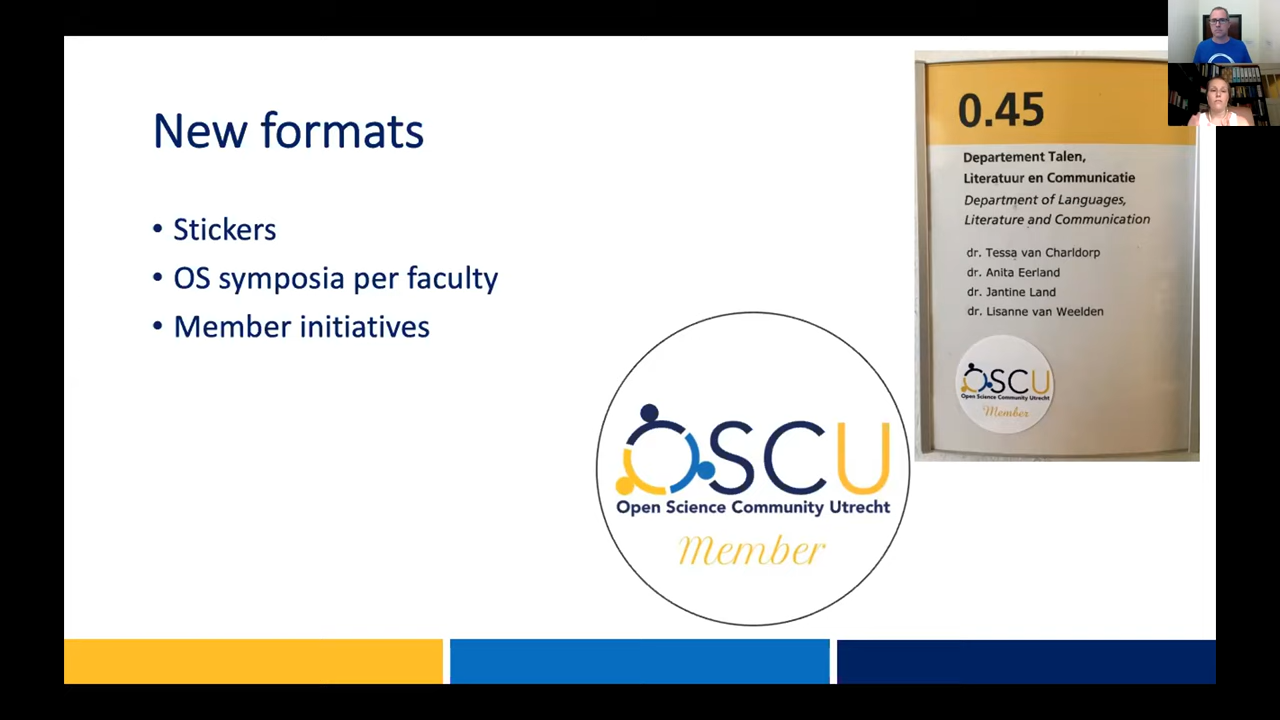 New formats
• Stickers
• OS symposia per faculty
• Member initiatives
OSCU
Open Science Community Utrecht
Member
0.45
Departement Talen,
Literatuur en Communicatie
Department of Languages,
Literature and Communication
dr. Tessa van Charldorp
dr. Anita Eerland
dr. Jantine Land
dr. Lisanne van Weelden
OSCU
Open Science Community Utrecht
Member